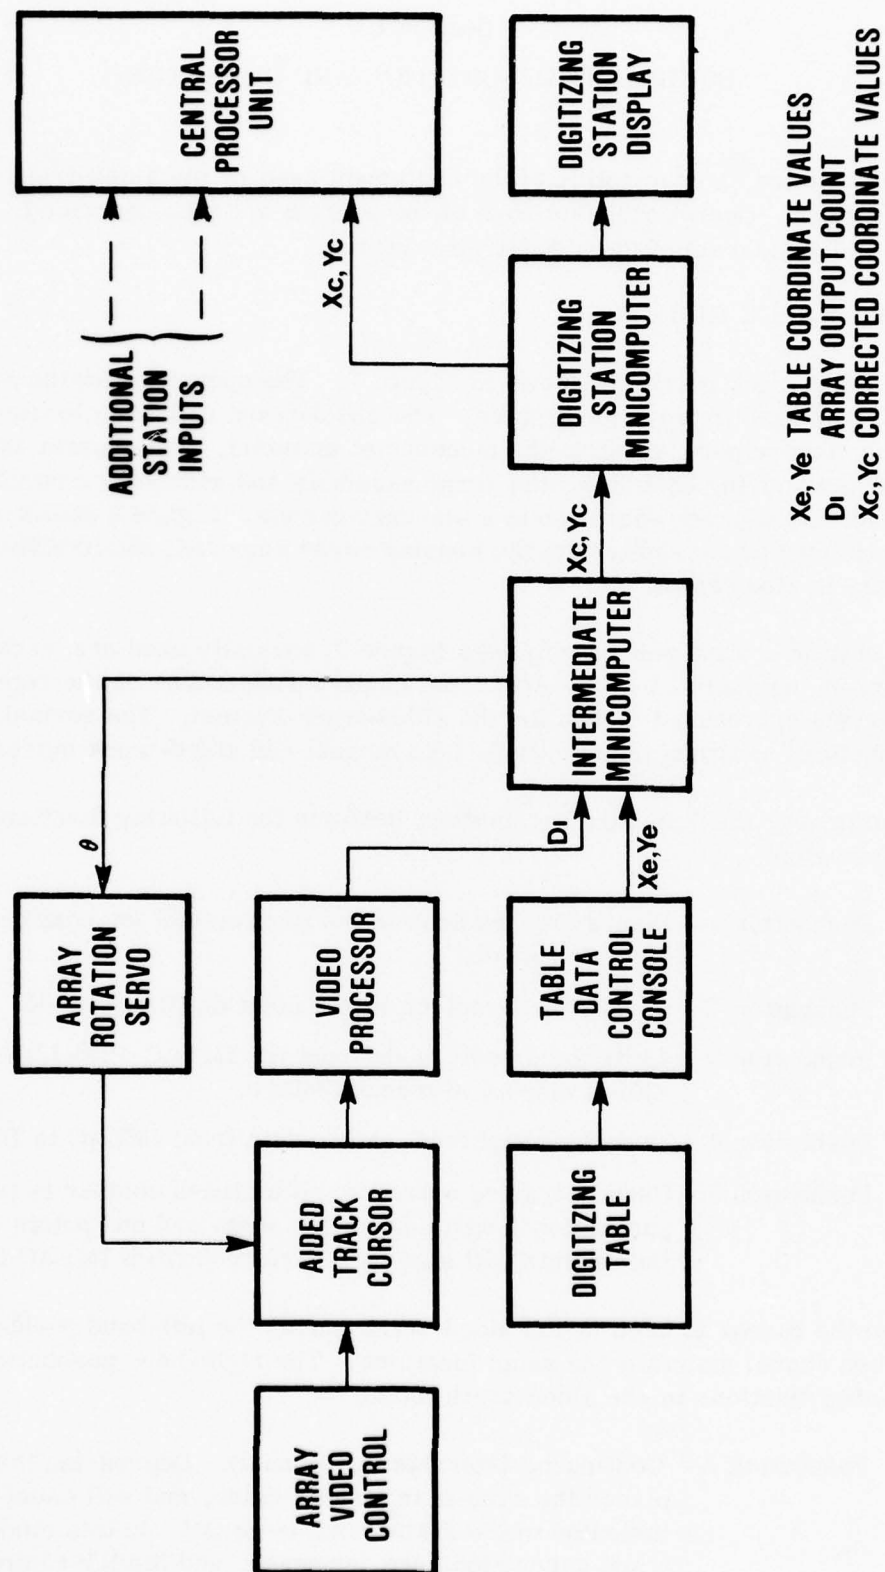 ARRAY
VIDEO
CONTROL
AIDED
TRACK
CURSOR
ARRAY
ROTATION
SERVO
θ
VIDEO
PROCESSOR
DI
DIGITIZING
TABLE
TABLE
DATA
CONTROL
CONSOLE
Xe,Ye
INTERMEDIATE
MINICOMPUTER
Xc,Yc
DIGITIZING
STATION
MINICOMPUTER
Xc,Yc
ADDITIONAL
STATION
INPUTS
CENTRAL
PROCESSOR
UNIT
DIGITIZING
STATION
DISPLAY
Xe,Ye TABLE COORDINATE VALUES
DI ARRAY OUTPUT COUNT
Xc,Yc CORRECTED COORDINATE VALUES